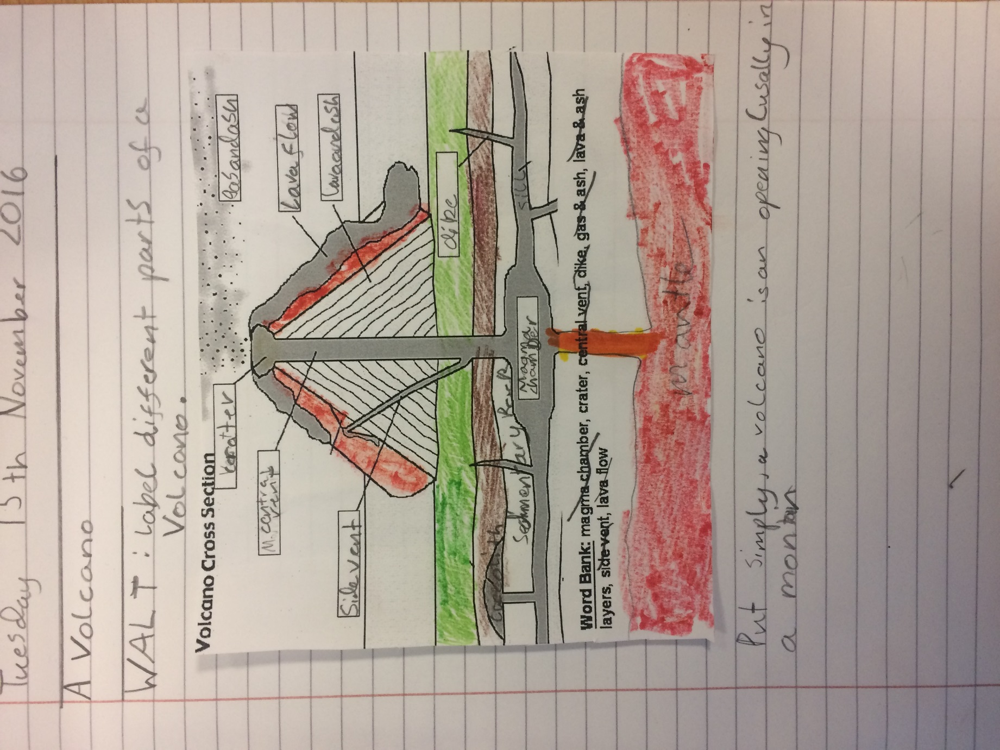 Tuesday 15th November 2016
A Volcano
WALT: Label different parts of a
Volcano.
Volcano Cross Section
Gasandash
Lava flow
lavaandash
M. central
vent
Side vent
dike
Sill
Magma
chamber
Sedimentary Rock
Word Bank: magma chamber, crater, central vent, dike, gas & ash, lava & ash
layers, side vent, lava flow
mantle
Put simply, a volcano is an opening (usally in
a montan